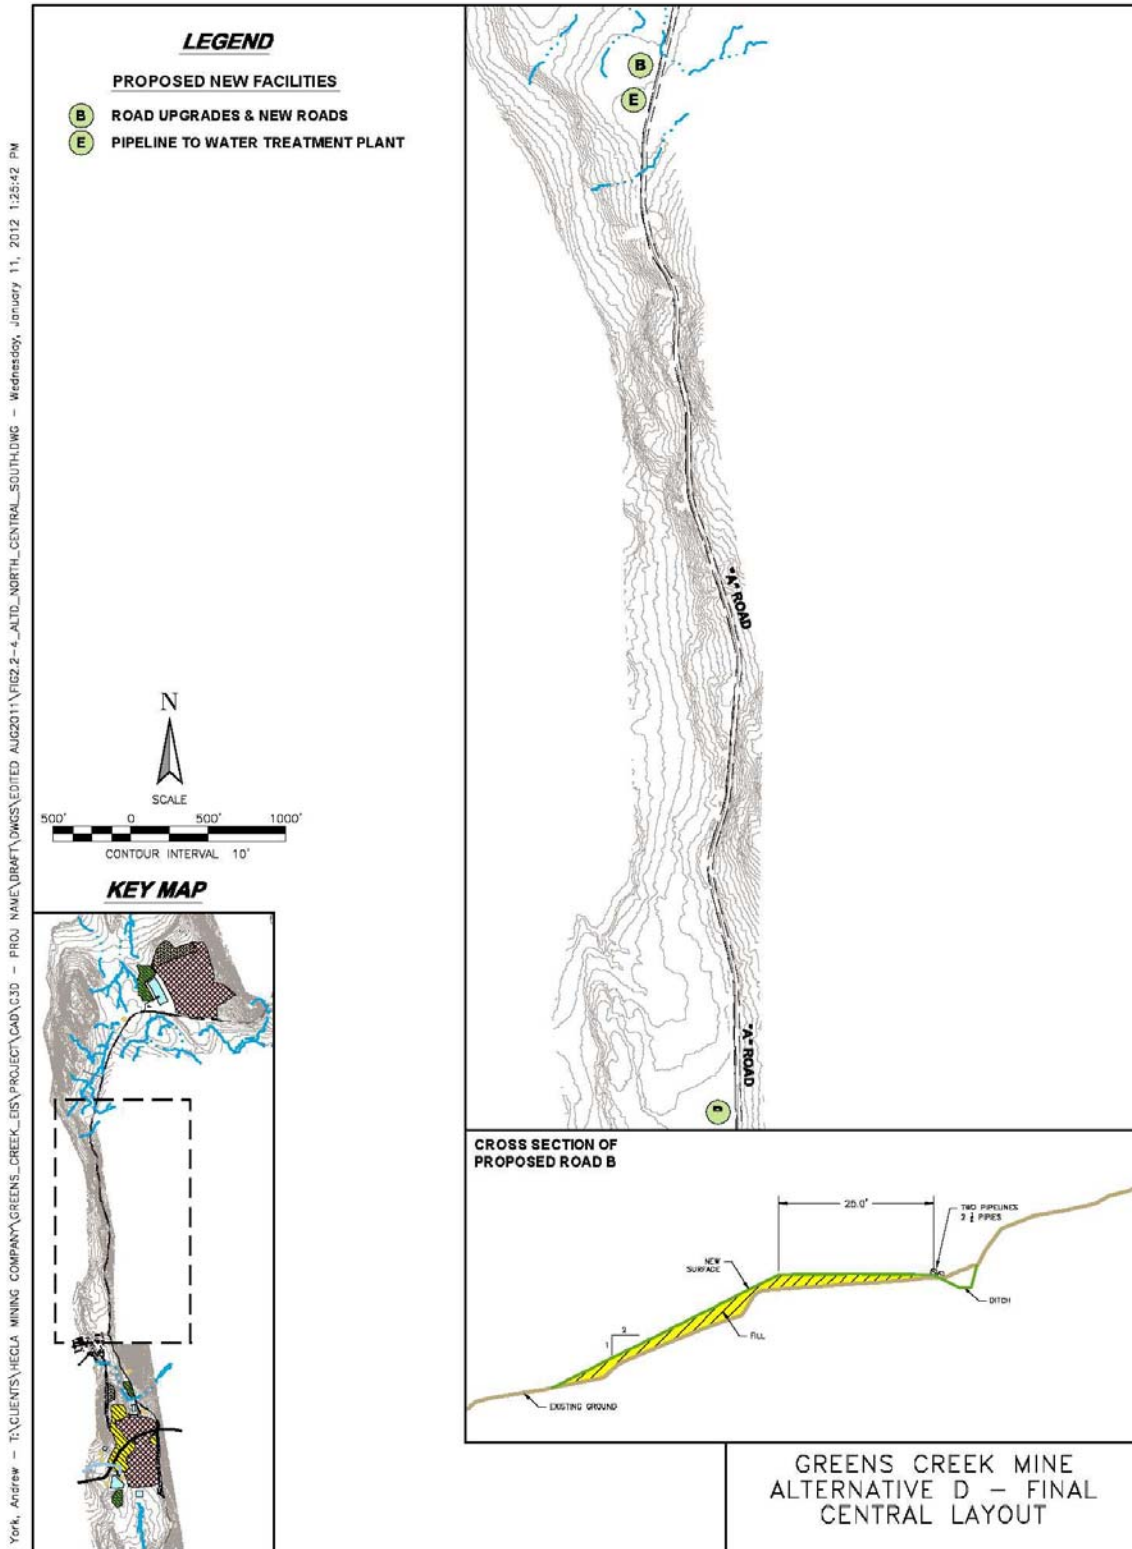 York, Andrew - T:\CLIENTS\HECLA MINING COMPANY\GREENS_CREEK_EIS\PROJECT\CAD\C3D - PROJ NAME\DRAFT\DWGS\EDITED AUG2011\FIG2.2-4_ALTD_NORTH_CENTRAL_SOUTH.DWG - Wednesday, January 11, 2012 1:25:42 PM
LEGEND
PROPOSED NEW FACILITIES
B ROAD UPGRADES & NEW ROADS
E PIPELINE TO WATER TREATMENT PLANT
N
SCALE
500' 0 500' 1000'
CONTOUR INTERVAL 10'
KEY MAP
B
E
"A" ROAD
"A" ROAD
CROSS SECTION OF
PROPOSED ROAD B
TWO PIPELINES
PIPES
NEW
SURFACE
DITCH
2
1
FILL
EXISTING GROUND
GREENS CREEK MINE
ALTERNATIVE D - FINAL
CENTRAL LAYOUT